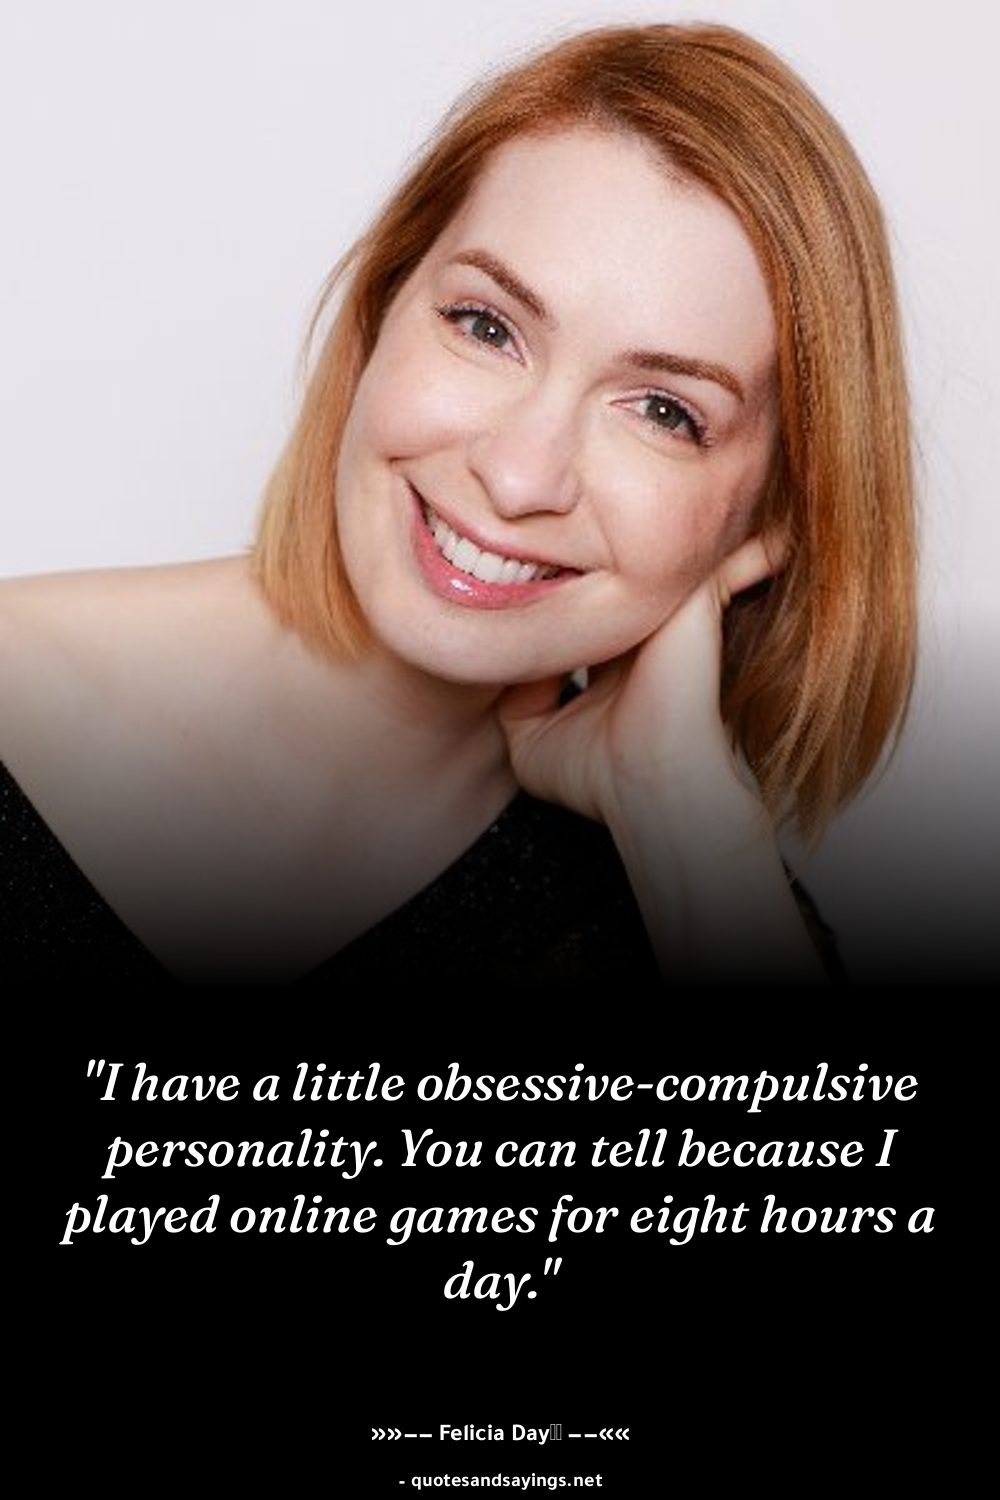 "I have a little obsessive-compulsive
personality. You can tell because I
played online games for eight hours a
day."
»»−− Felicia Day▯▯ −−««
- quotesandsayings.net